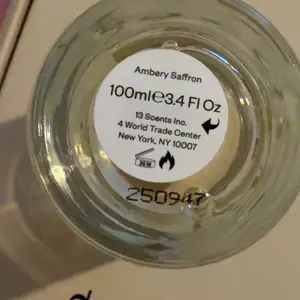 Ambery Saffron
100ml℮3.4 Fl Oz
13 Scents Inc.
4 World Trade Center
New York, NY 10007
250947